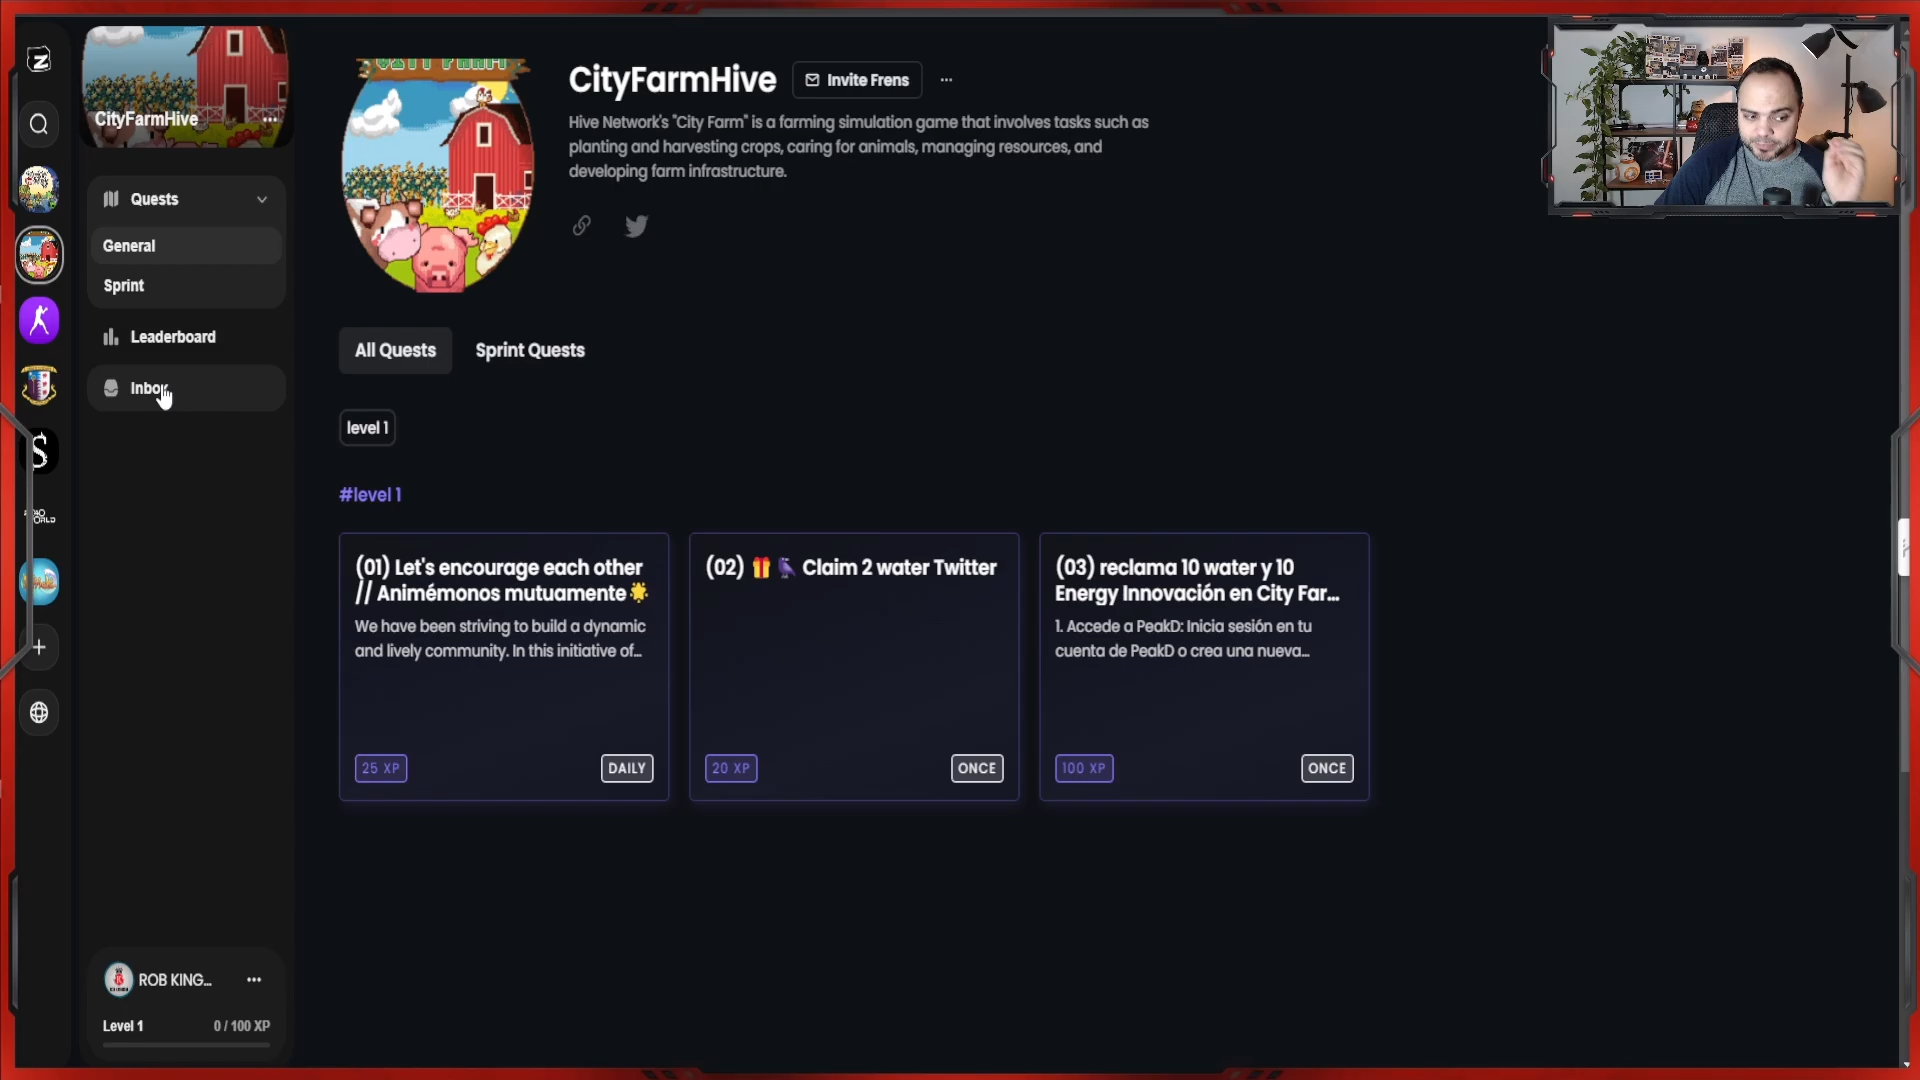 CityFarmHive
Quests
General
Sprint
Leaderboard
Inbox
ROB KING...
Level 1
0 / 100 XP
CITY FARM
CityFarmHive
Invite Frens
Hive Network's "City Farm" is a farming simulation game that involves tasks such as
planting and harvesting crops, caring for animals, managing resources, and
developing farm infrastructure.
All Quests
Sprint Quests
level 1
#level 1
(01) Let's encourage each other
// Animémonos mutuamente🌟
We have been striving to build a dynamic
and lively community. In this initiative of...
25 XP
DAILY
(02) 🎁🐦‍⬛ Claim 2 water Twitter
20 XP
ONCE
(03) reclama 10 water y 10
Energy Innovación en City Far...
1. Accede a PeakD: Inicia sesión en tu
cuenta de PeakD o crea una nueva...
100 XP
ONCE